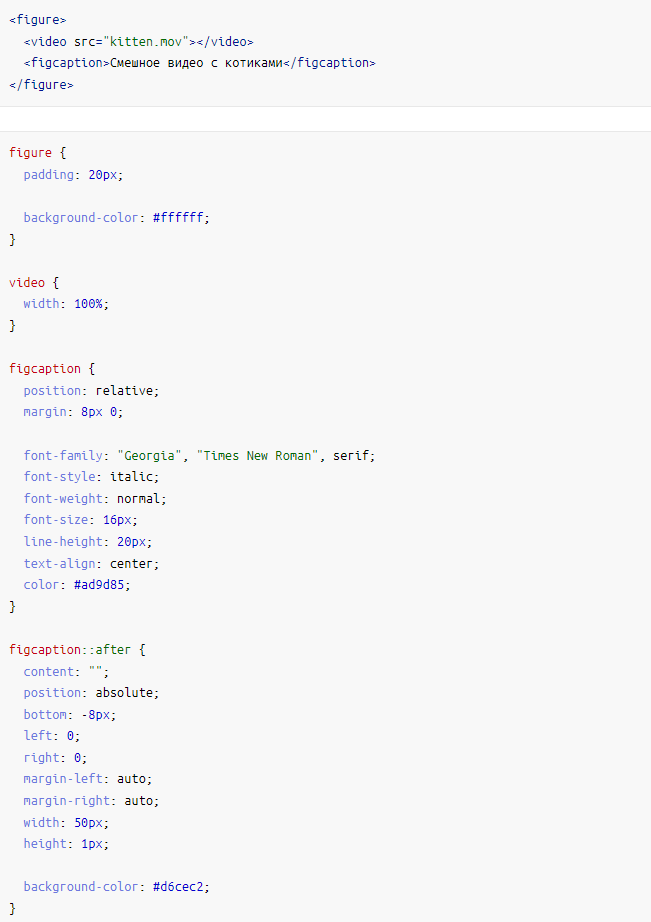 <figure>
  <video src="kitten.mov"></video>
  <figcaption>Смешное видео с котиками</figcaption>
</figure>
figure {
  padding: 20px;

  background-color: #ffffff;
}

video {
  width: 100%;
}

figcaption {
  position: relative;
  margin: 8px 0;

  font-family: "Georgia", "Times New Roman", serif;
  font-style: italic;
  font-weight: normal;
  font-size: 16px;
  line-height: 20px;
  text-align: center;
  color: #ad9d85;
}

figcaption::after {
  content: "";
  position: absolute;
  bottom: -8px;
  left: 0;
  right: 0;
  margin-left: auto;
  margin-right: auto;
  width: 50px;
  height: 1px;

  background-color: #d6cec2;
}